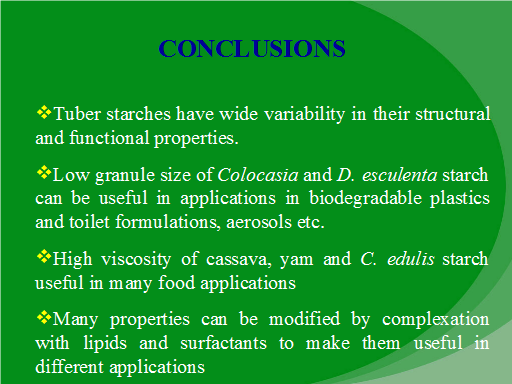 CONCLUSIONS
❖Tuber starches have wide variability in their structural
and functional properties.
❖Low granule size of Colocasia and D. esculenta starch
can be useful in applications in biodegradable plastics
and toilet formulations, aerosols etc.
❖High viscosity of cassava, yam and C. edulis starch
useful in many food applications
❖Many properties can be modified by complexation
with lipids and surfactants to make them useful in
different applications